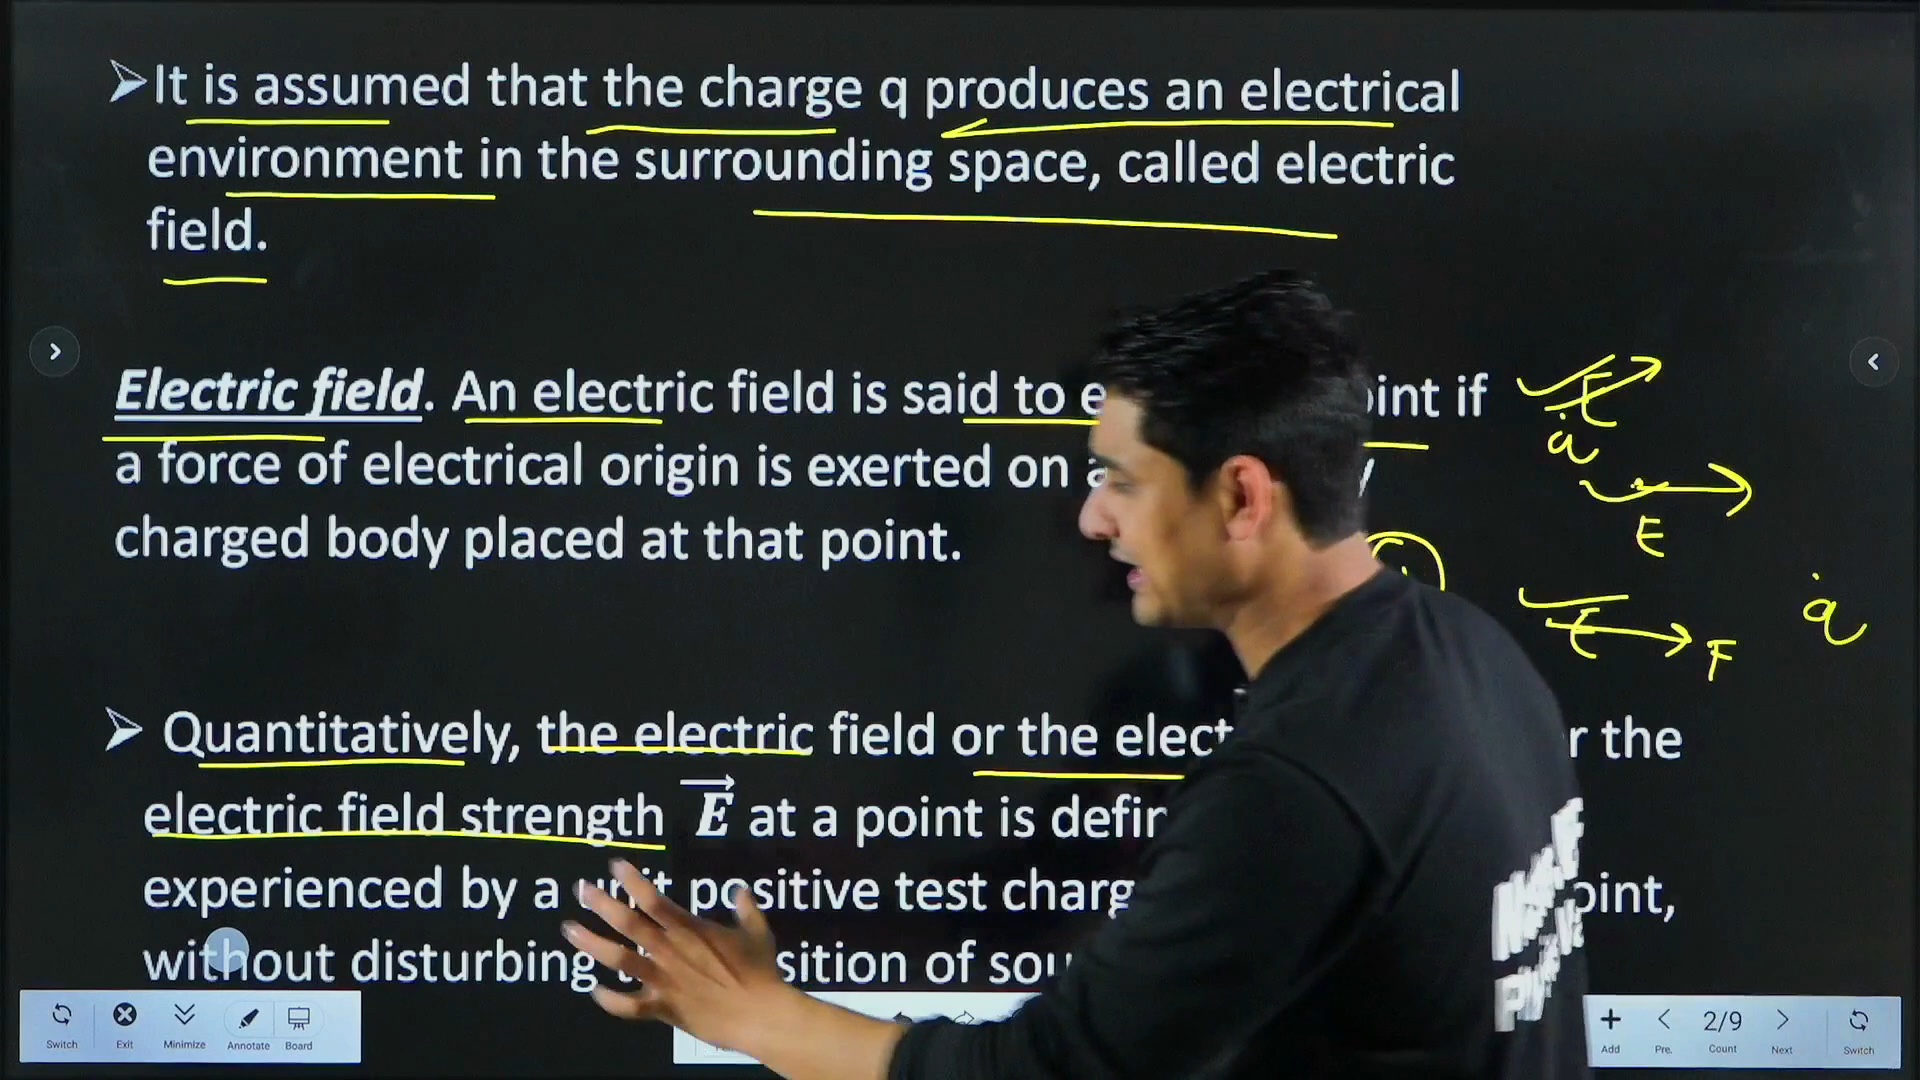 It is assumed that the charge q produces an electrical
environment in the surrounding space, called electric
field.
Electric field. An electric field is said to int if
a force of electrical origin is exerted on a
charged body placed at that point.
E
q
E
E
F
q
Quantitatively, the electric field or the elect r the
electric field strength E at a point is defin
experienced by a unit positive test charg oint,
without disturbing sition of sou
Switch Exit Minimize Annotate Board
Add Pre. 2/9 Count Next Switch